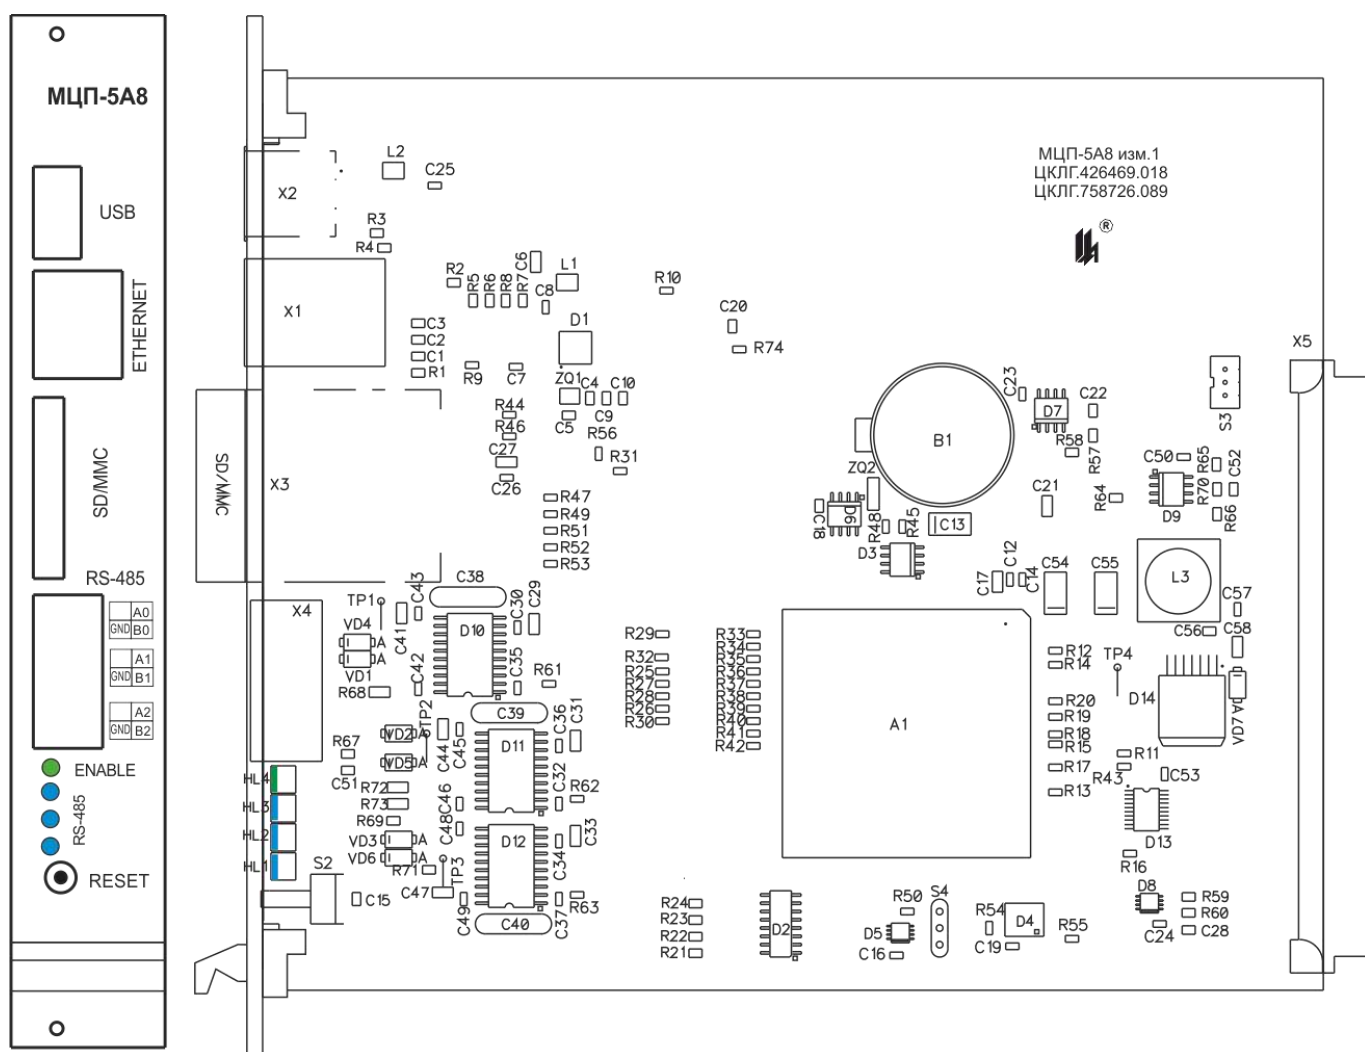 МЦП-5А8
USB
ETHERNET
SD/MMC
RS-485
A0
GND B0
A1
GND B1
A2
GND B2
ENABLE
RS-485
RESET
МЦП-5А8 изм.1
ЦКЛГ.426469.018
ЦКЛГ.758726.089
®
L2
C25
X2
R3
R4
R2
R5
R6
R8
R7
C6
L1
C8
R10
C20
R74
X1
C3
C2
C1
R1
D1
R9
C7
ZQ1
C4
C10
C9
C5
R44
R46
C27
C26
R56
R31
SD/MMC
X3
R47
R49
R51
R52
R53
B1
ZQ2
C23
D7
C22
R58
R57
X5
S3
C50
R65
C52
R70
R66
D9
R64
C21
C18
D6
R48
R45
C13
D3
C17
C12
C14
C54
C55
L3
C57
C56
C58
X4
TP1
VD4
A
A
VD1
R68
C41
C43
C38
D10
C30
C29
C42
C35
R61
R29
R32
R25
R27
R28
R26
R30
R33
R34
R35
R36
R37
R38
R39
R40
R41
R42
A1
R12
R14
R20
R19
R18
R15
R17
R13
TP4
D14
VD7
A
R11
R43
C53
D13
R16
C39
TP2
VD2
A
VD5
A
C44
C45
D11
C36
C31
C32
R62
R67
C51
R72
R73
R69
C46
C48
VD3
A
VD6
A
R71
C47
TP3
C49
D12
C33
C34
C37
R63
C40
HL4
HL3
HL2
HL1
S2
C15
R24
R23
R22
R21
D2
R50
D5
C16
S4
R54
C19
D4
R55
D8
C24
R59
R60
C28